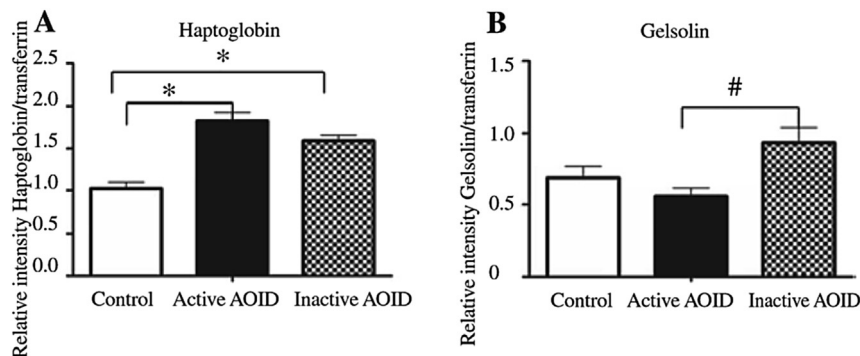 A
Haptoglobin
Relative intensity Haptoglobin/transferrin
2.5
2.0
1.5
1.0
0.5
0.0
*
*
Control
Active AOID
Inactive AOID
B
Gelsolin
Relative intensity Gelsolin/transferrin
1.5
1.0
0.5
0
#
Control
Active AOID
Inactive AOID